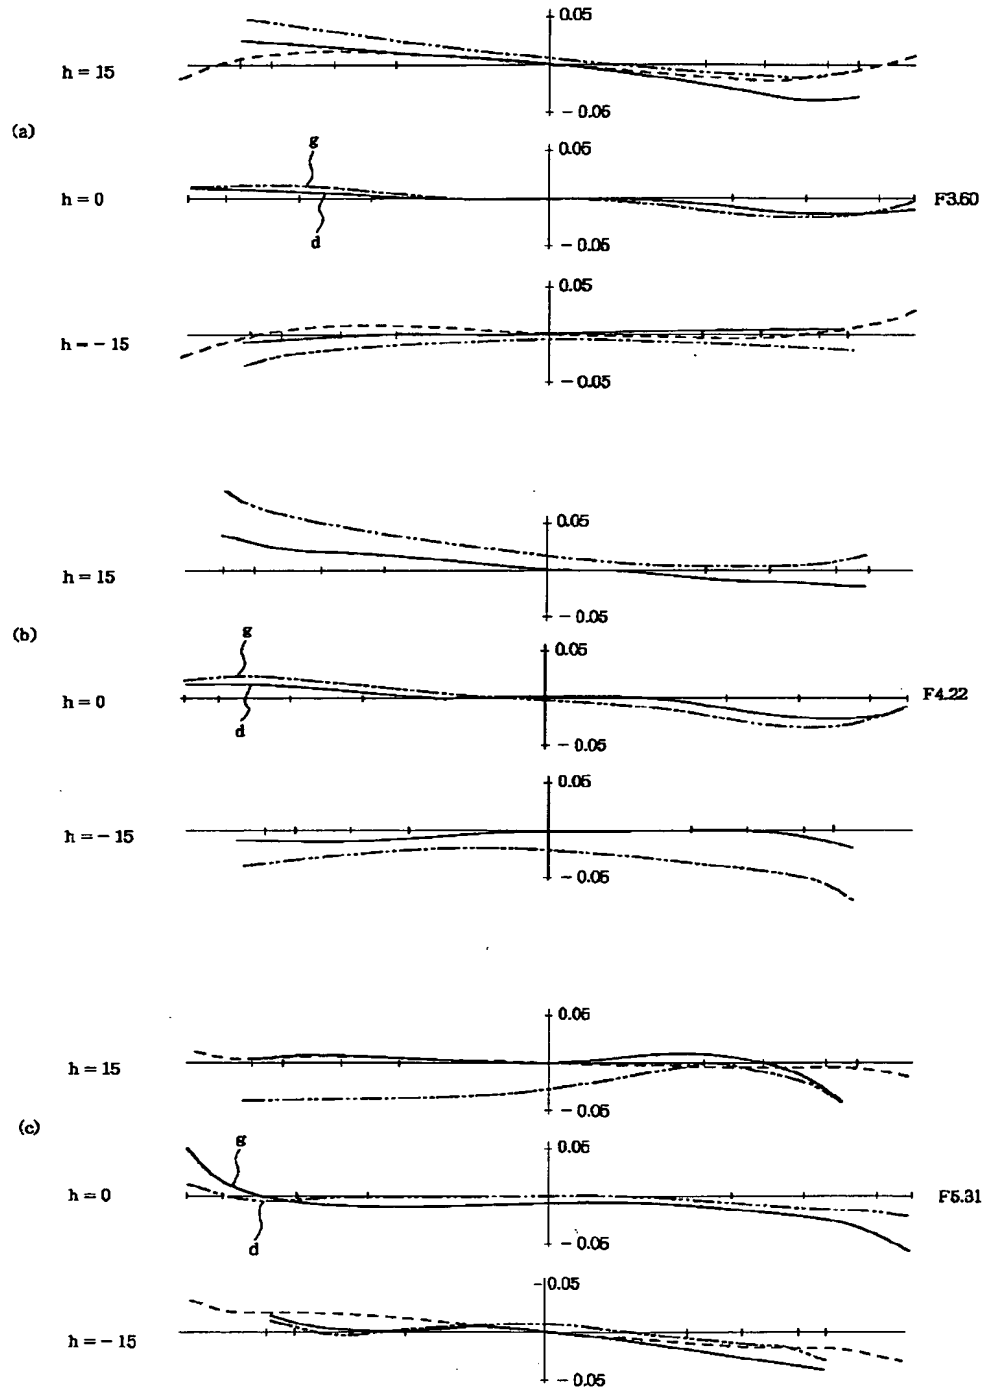 0.05
h = 15
− 0.05
(a)
g
0.05
h = 0
F3.60
d
− 0.05
0.05
h = − 15
− 0.05
0.05
h = 15
− 0.05
(b)
g
0.05
h = 0
F4.22
d
− 0.05
0.05
h = − 15
− 0.05
0.05
h = 15
− 0.05
(c)
g
0.05
h = 0
F5.31
d
− 0.05
0.05
h = − 15
− 0.05